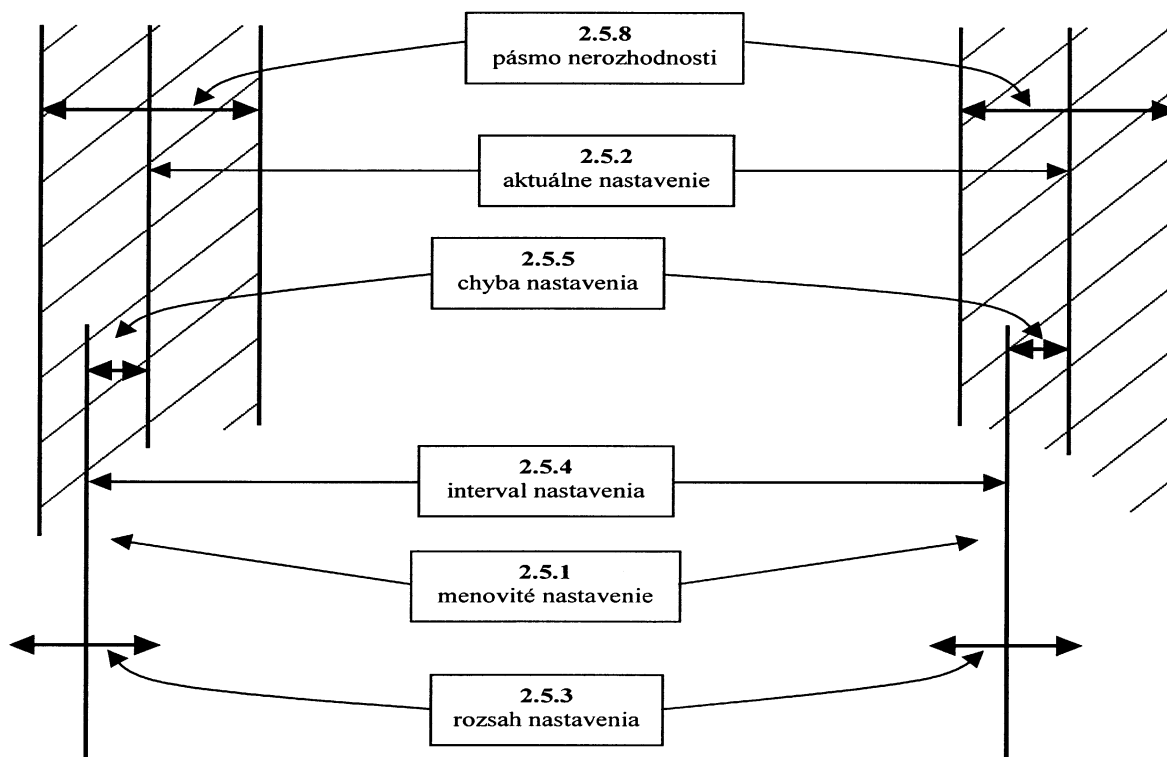 2.5.8
pásmo nerozhodnosti
2.5.2
aktuálne nastavenie
2.5.5
chyba nastavenia
2.5.4
interval nastavenia
2.5.1
menovité nastavenie
2.5.3
rozsah nastavenia